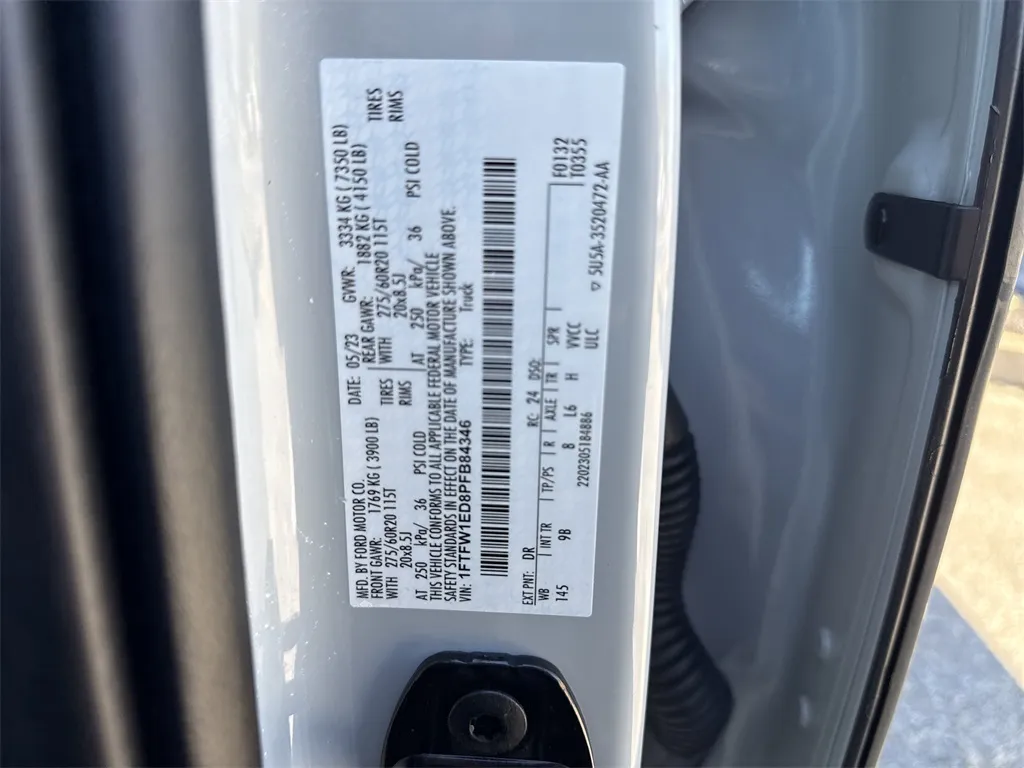 MFD. BY FORD MOTOR CO.
DATE: 05/23 GVWR: 3334 KG ( 7350 LB)
FRONT GAWR: 1769 KG ( 3900 LB)
REAR GAWR: 1882 KG ( 4150 LB)
WITH 275/60R20 115T TIRES
WITH 275/60R20 115T TIRES
20x8.5J RIMS
20x8.5J RIMS
AT 250 kPa/ 36 PSI COLD
AT 250 kPa/ 36 PSI COLD
THIS VEHICLE CONFORMS TO ALL APPLICABLE FEDERAL MOTOR VEHICLE
SAFETY STANDARDS IN EFFECT ON THE DATE OF MANUFACTURE SHOWN ABOVE.
VIN: 1FTFW1ED8PFB84346 TYPE: Truck
EXT PNT: DR RC: 24 DSO: F0132
WB | INT TR | TP/PS | R | AXLE | TR | SPR | T0355
145 9B 8 L6 H VVCC
2202305184886 ULC
▽ 5U5A-3520472-AA